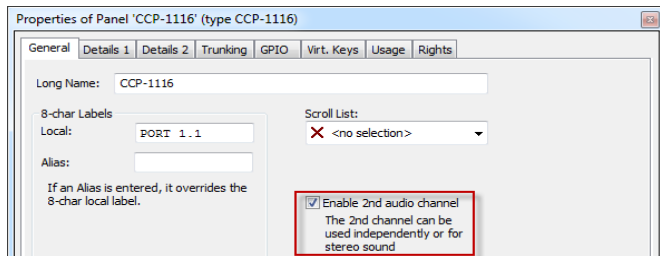 Properties of Panel 'CCP-1116' (type CCP-1116)
General Details 1 Details 2 Trunking GPIO Virt. Keys Usage Rights
Long Name: CCP-1116
8-char Labels
Local: PORT 1.1
Alias:
If an Alias is entered, it overrides the
8-char local label.
Scroll List:
<no selection>
Enable 2nd audio channel
The 2nd channel can be
used independently or for
stereo sound